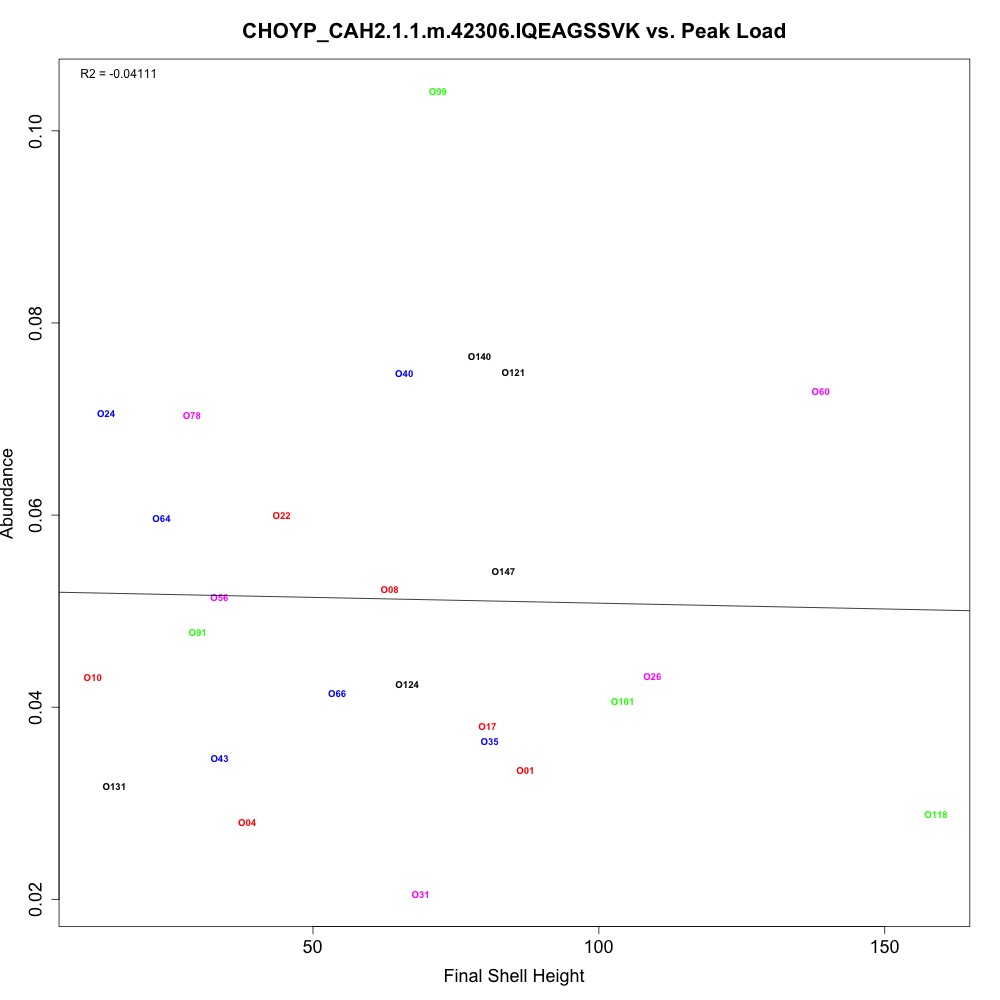 CHOYP_CAH2.1.1.m.42306.IQEAGSSVK vs. Peak Load
R2 = -0.04111
O99
0.10
0.08
O140
O121
O40
O60
O24
O78
O64
O22
0.06
Abundance
O147
O08
O56
O91
O10
O26
O124
O66
O101
0.04
O17
O35
O43
O01
O131
O04
O118
O31
0.02
50 100 150
Final Shell Height